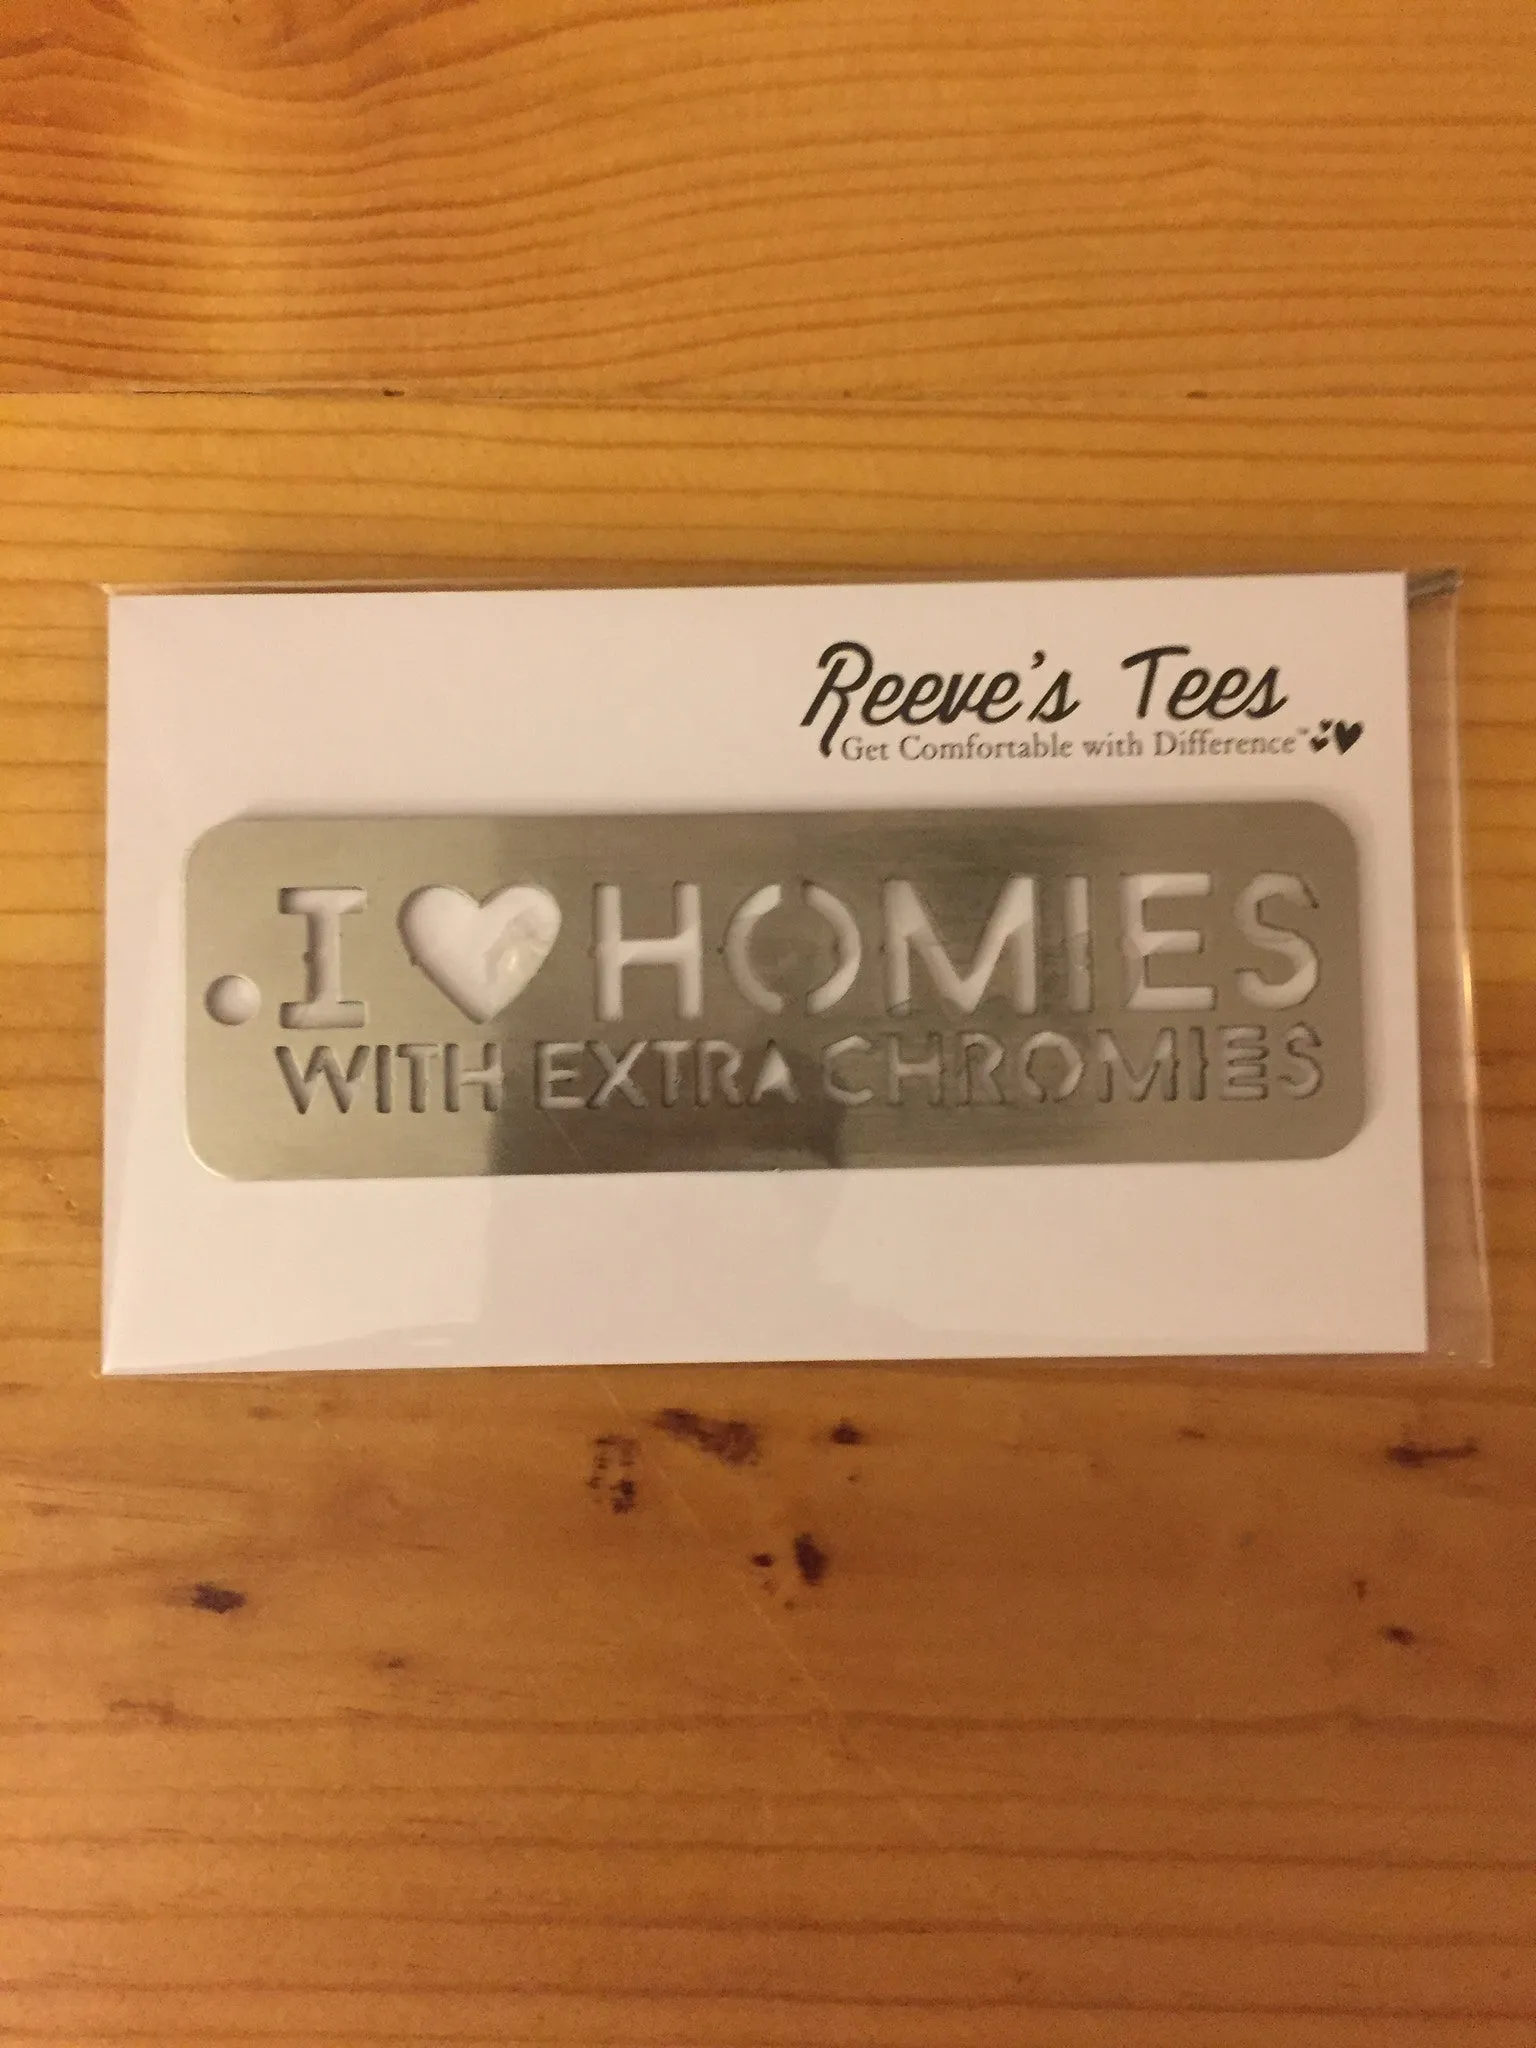 Reeve's Tees
Get Comfortable with Difference™
I ♥ HOMIES
WITH EXTRA CHROMIES